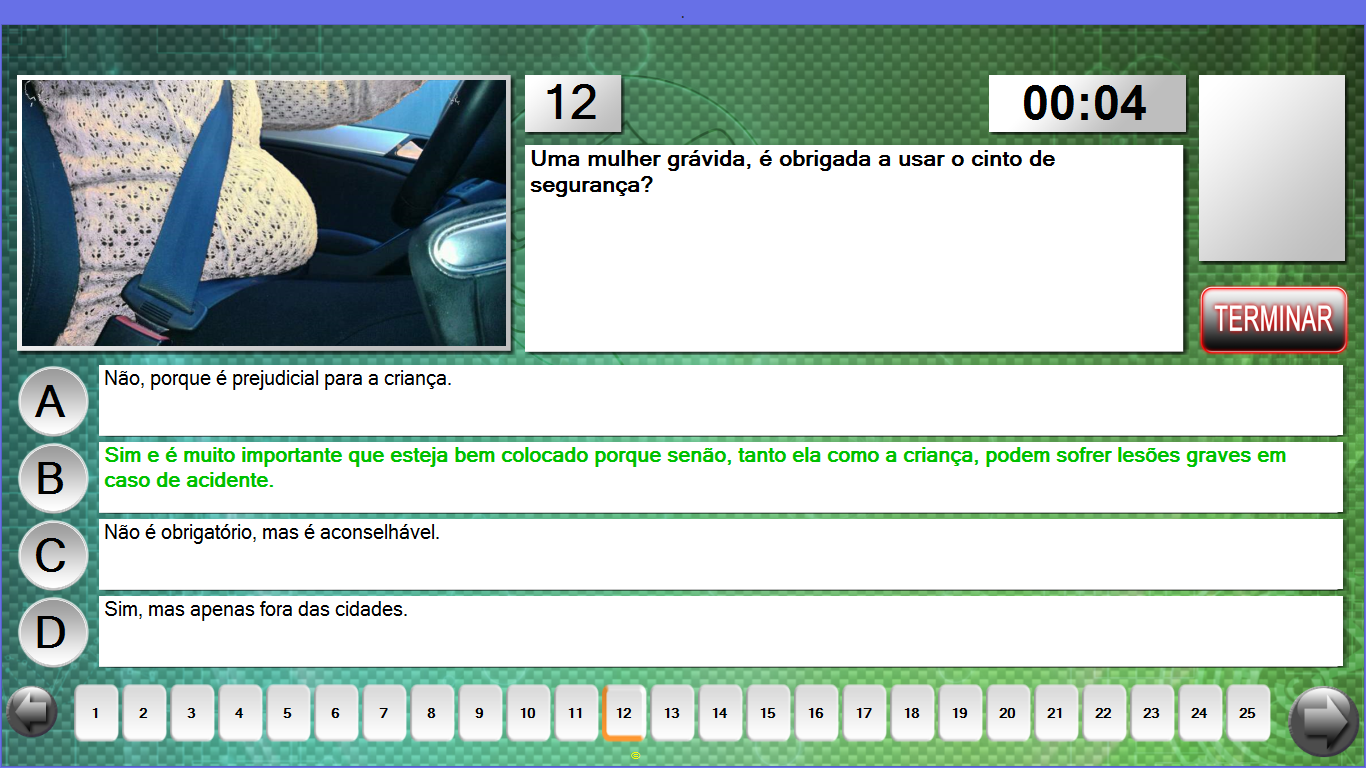 12
00:04
Uma mulher grávida, é obrigada a usar o cinto de
segurança?
TERMINAR
A
Não, porque é prejudicial para a criança.
B
Sim e é muito importante que esteja bem colocado porque senão, tanto ela como a criança, podem sofrer lesões graves em
caso de acidente.
C
Não é obrigatório, mas é aconselhável.
D
Sim, mas apenas fora das cidades.
1 2 3 4 5 6 7 8 9 10 11 12 13 14 15 16 17 18 19 20 21 22 23 24 25